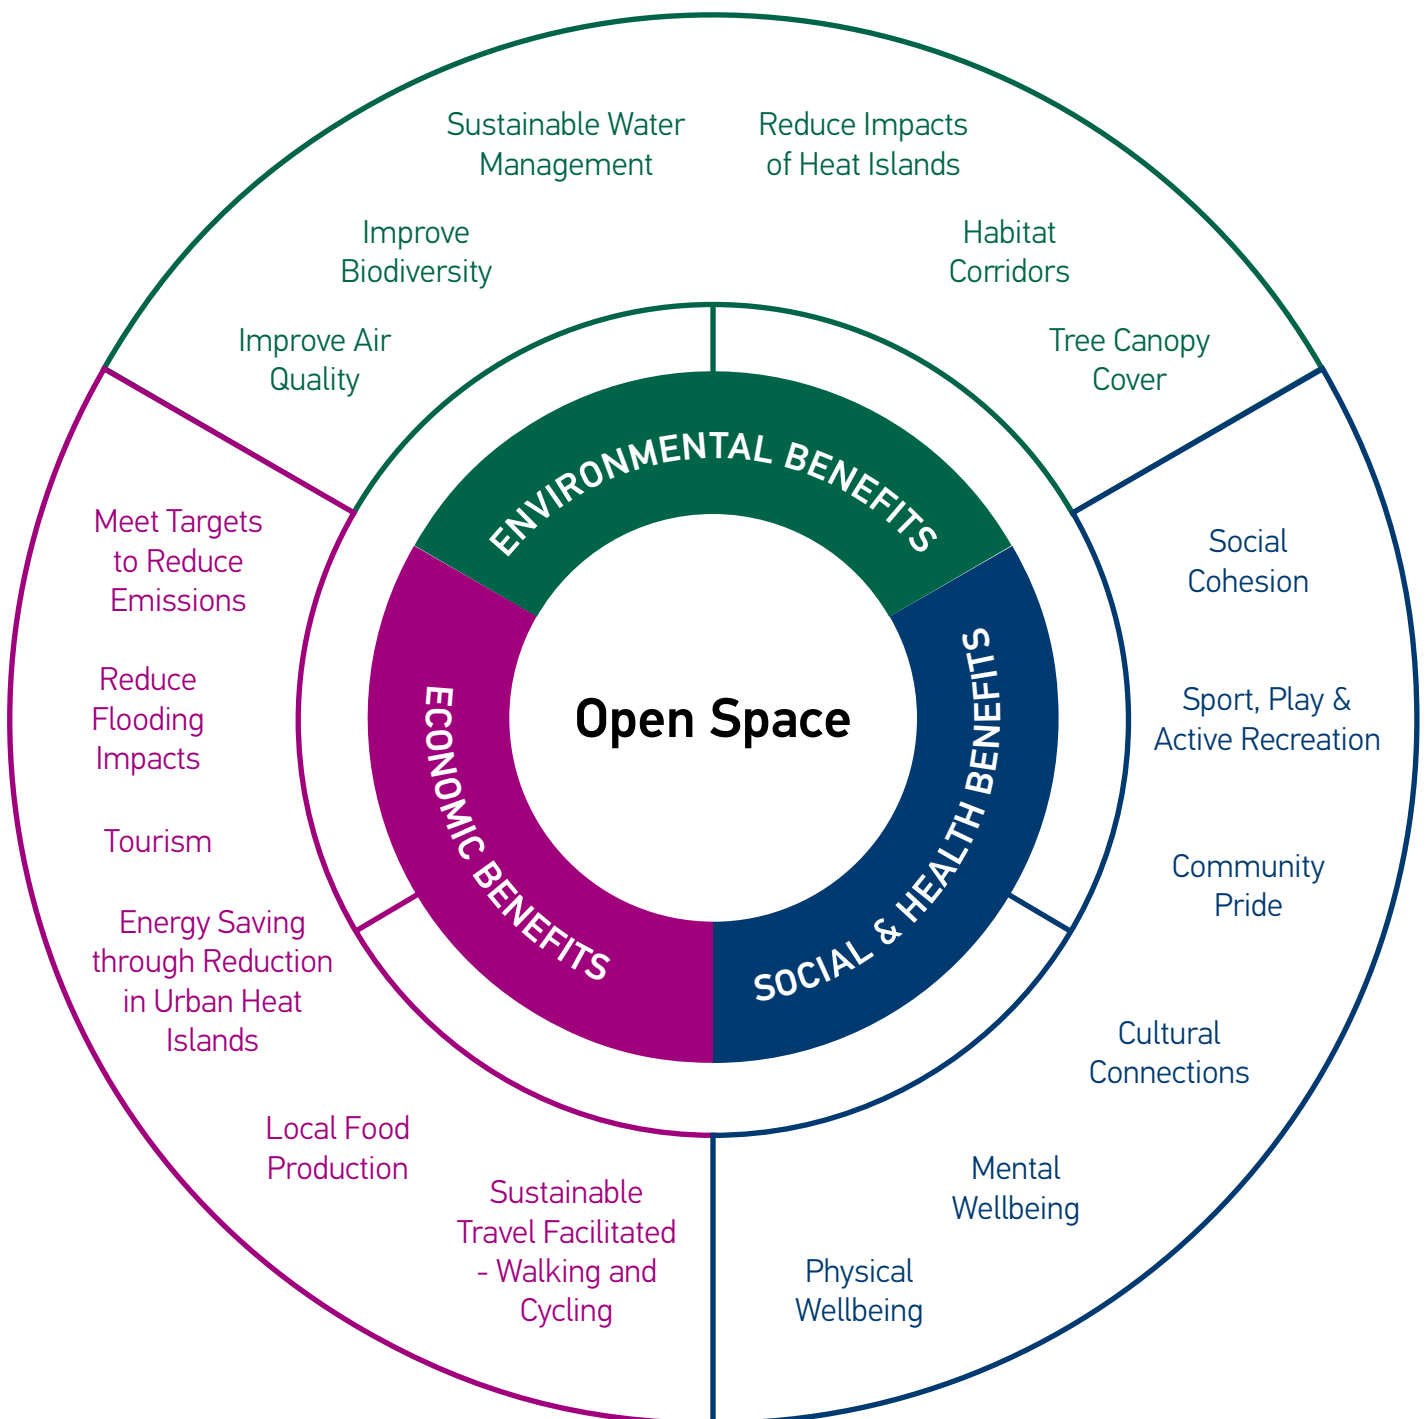 Sustainable Water
Management
Reduce Impacts
of Heat Islands
Improve
Biodiversity
Habitat
Corridors
Improve Air
Quality
Tree Canopy
Cover
ENVIRONMENTAL BENEFITS
Meet Targets
to Reduce
Emissions
Reduce
Flooding
Impacts
Tourism
Energy Saving
through Reduction
in Urban Heat
Islands
Local Food
Production
Sustainable
Travel Facilitated
- Walking and
Cycling
ECONOMIC BENEFITS
Open Space
SOCIAL & HEALTH BENEFITS
Social
Cohesion
Sport, Play &
Active Recreation
Community
Pride
Cultural
Connections
Mental
Wellbeing
Physical
Wellbeing